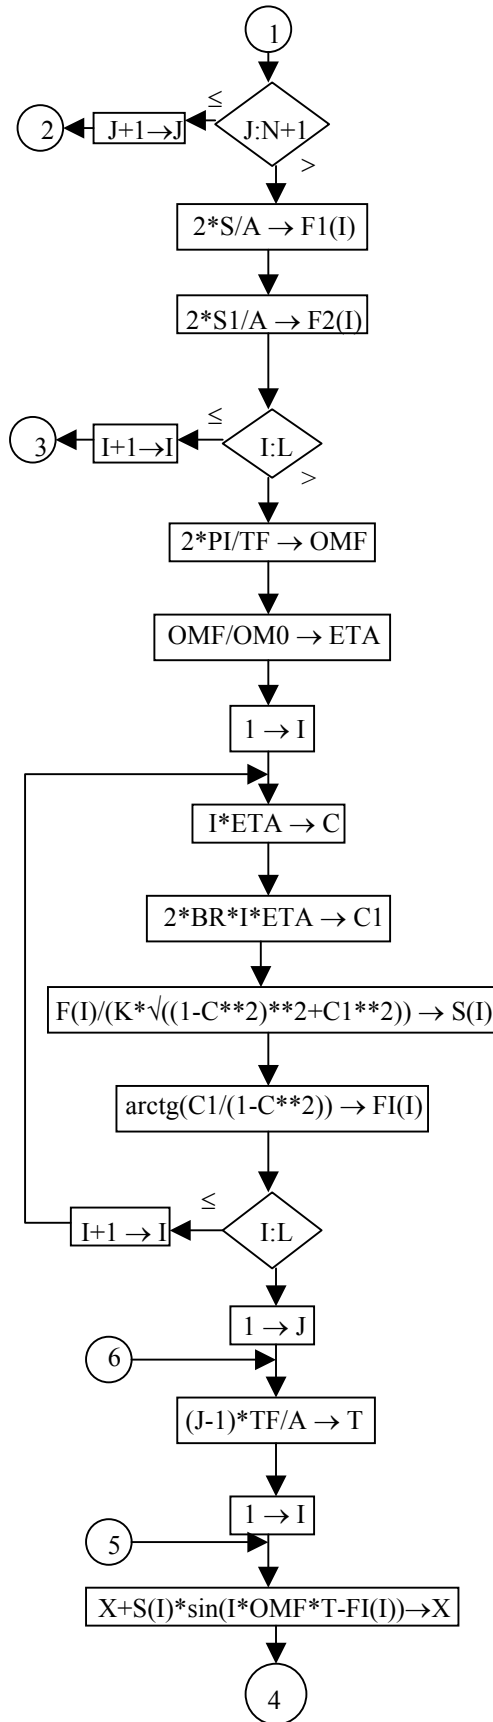 1
≤
2
J+1→J
J:N+1
>
2*S/A → F1(I)
2*S1/A → F2(I)
≤
3
I+1→I
I:L
>
2*PI/TF → OMF
OMF/OM0 → ETA
1 → I
I*ETA → C
2*BR*I*ETA → C1
F(I)/(K*√((1-C**2)**2+C1**2)) → S(I)
arctg(C1/(1-C**2)) → FI(I)
≤
I+1 → I
I:L
1 → J
6
(J-1)*TF/A → T
1 → I
5
X+S(I)*sin(I*OMF*T-FI(I))→X
4